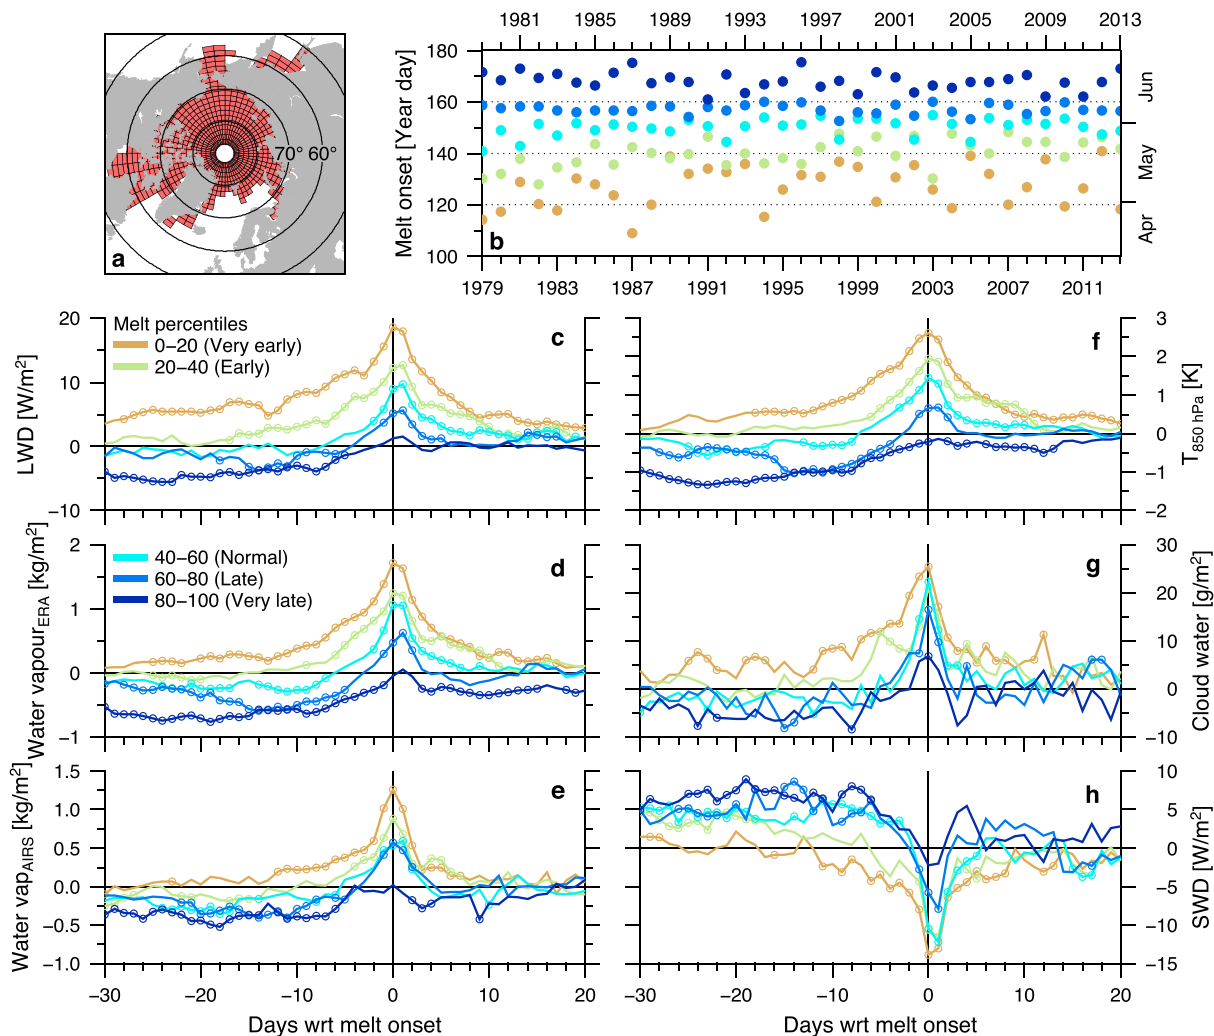 1981 1985 1989 1993 1997 2001 2005 2009 2013
70° 60°
a
Melt onset [Year day]
180
160
140
120
100
b
Jun
May
Apr
1979 1983 1987 1991 1995 1999 2003 2007 2011
LWD [W/m²]
20
10
0
−10
Melt percentiles
0−20 (Very early)
20−40 (Early)
c
f
3
2
1
0
−1
−2
T850 hPa [K]
Water vapourERA [kg/m²]
2
1
0
−1
40−60 (Normal)
60−80 (Late)
80−100 (Very late)
d
g
30
20
10
0
−10
Cloud water [g/m²]
Water vapAIRS [kg/m²]
1.5
1.0
0.5
0.0
−0.5
−1.0
e
h
10
5
0
−5
−10
−15
SWD [W/m²]
−30 −20 −10 0 10 20
−30 −20 −10 0 10 20
Days wrt melt onset
Days wrt melt onset